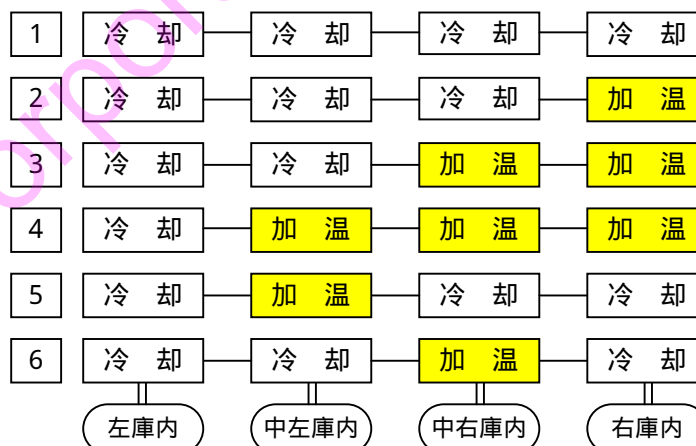 1 冷却 冷却 冷却 冷却
2 冷却 冷却 冷却 加温
3 冷却 冷却 加温 加温
4 冷却 加温 加温 加温
5 冷却 加温 冷却 冷却
6 冷却 冷却 加温 冷却
左庫内 中左庫内 中右庫内 右庫内
orpor